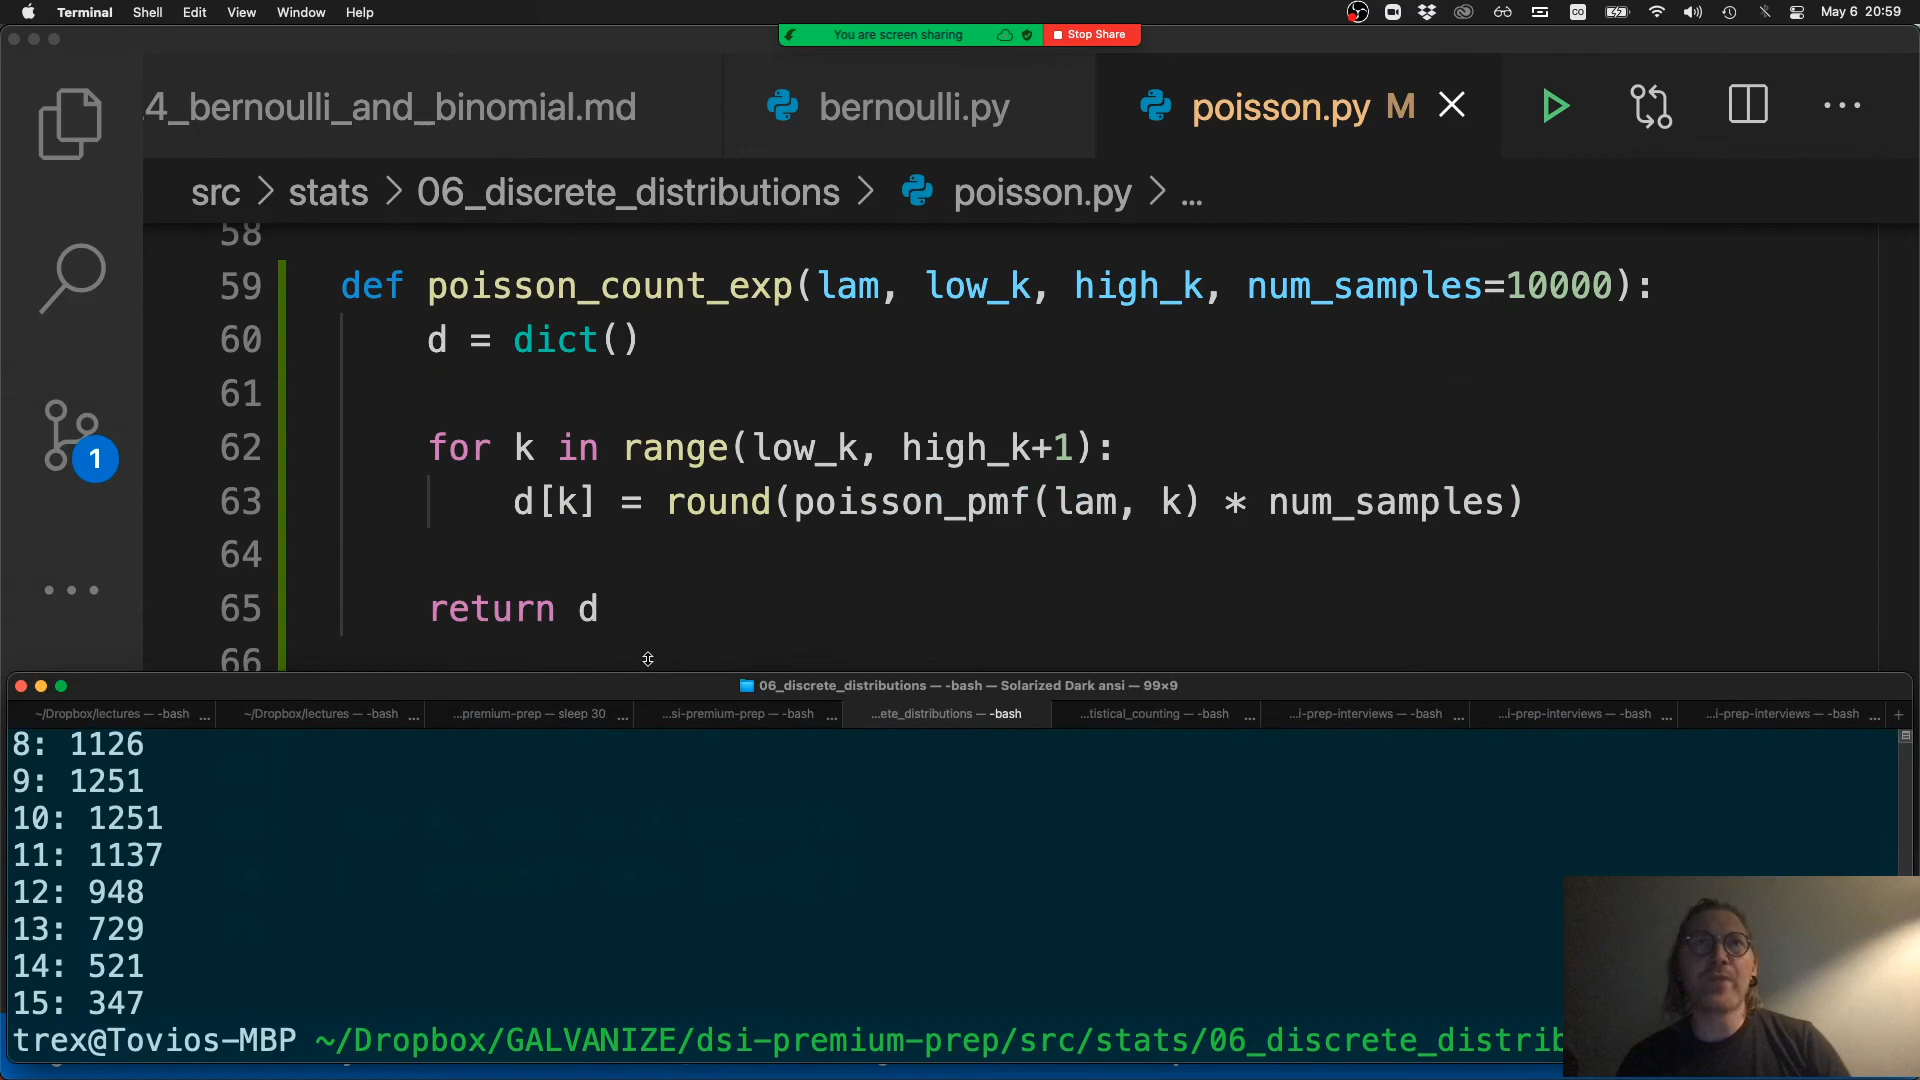 Terminal Shell Edit View Window Help May 6 20:59
You are screen sharing Stop Share
4_bernoulli_and_binomial.md bernoulli.py poisson.py M
src > stats > 06_discrete_distributions > poisson.py > ...
58
59 def poisson_count_exp(lam, low_k, high_k, num_samples=10000):
60 d = dict()
61
62 for k in range(low_k, high_k+1):
63 d[k] = round(poisson_pmf(lam, k) * num_samples)
64
65 return d
66
1
06_discrete_distributions — -bash — Solarized Dark ansi — 99×9
~/Dropbox/lectures — -bash ... ~/Dropbox/lectures — -bash ... ...premium-prep — sleep 30 ... ...si-premium-prep — -bash ... ...ete_distributions — -bash ...tistical_counting — -bash ... ...i-prep-interviews — -bash ... ...i-prep-interviews — -bash ... ...i-prep-interviews — -bash ... +
8: 1126
9: 1251
10: 1251
11: 1137
12: 948
13: 729
14: 521
15: 347
trex@Tovios-MBP ~/Dropbox/GALVANIZE/dsi-premium-prep/src/stats/06_discrete_distrib